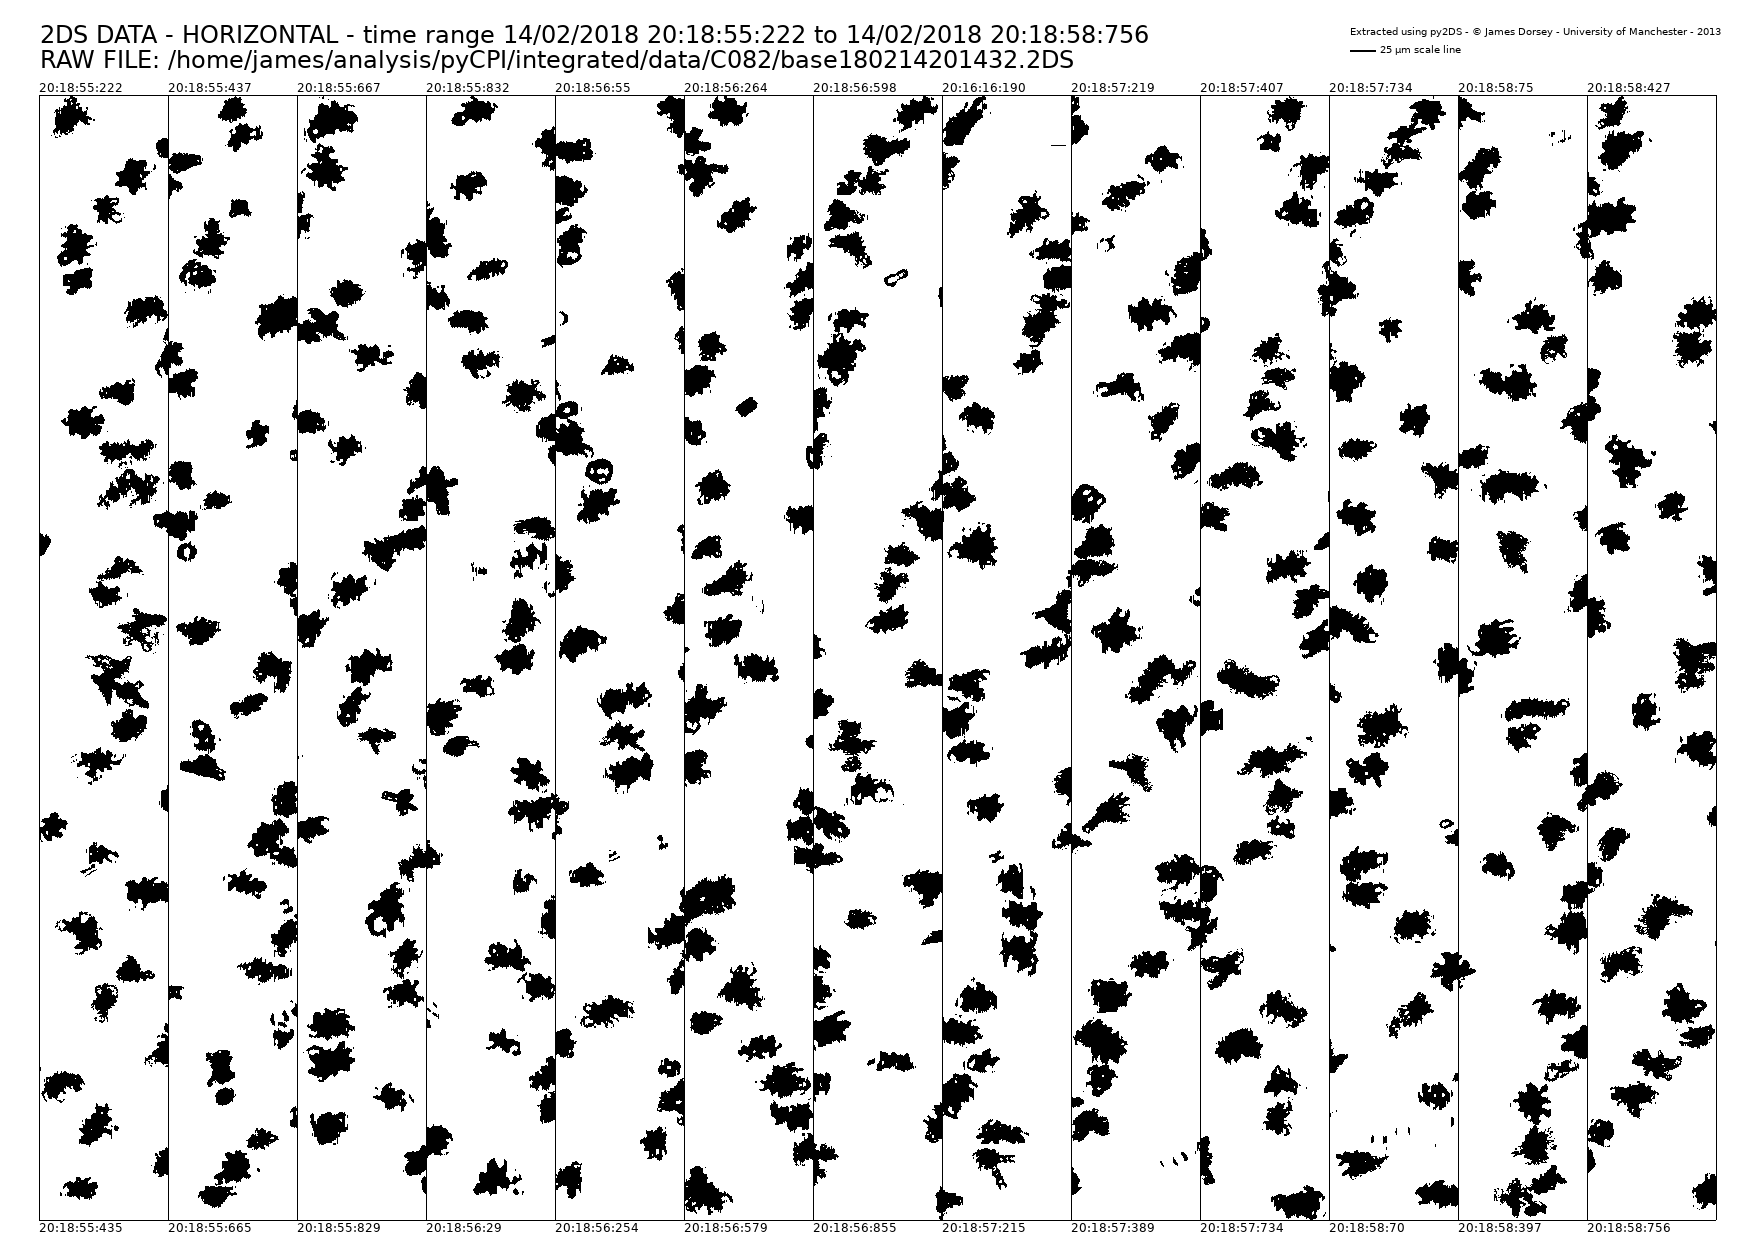 2DS DATA - HORIZONTAL - time range 14/02/2018 20:18:55:222 to 14/02/2018 20:18:58:756
RAW FILE: /home/james/analysis/pyCPI/integrated/data/C082/base180214201432.2DS
Extracted using py2DS - © James Dorsey - University of Manchester - 2013
25 µm scale line
20:18:55:222 20:18:55:437 20:18:55:667 20:18:55:832 20:18:56:55 20:18:56:264 20:18:56:598 20:16:16:190 20:18:57:219 20:18:57:407 20:18:57:734 20:18:58:75 20:18:58:427
20:18:55:435 20:18:55:665 20:18:55:829 20:18:56:29 20:18:56:254 20:18:56:579 20:18:56:855 20:18:57:215 20:18:57:389 20:18:57:734 20:18:58:70 20:18:58:397 20:18:58:756